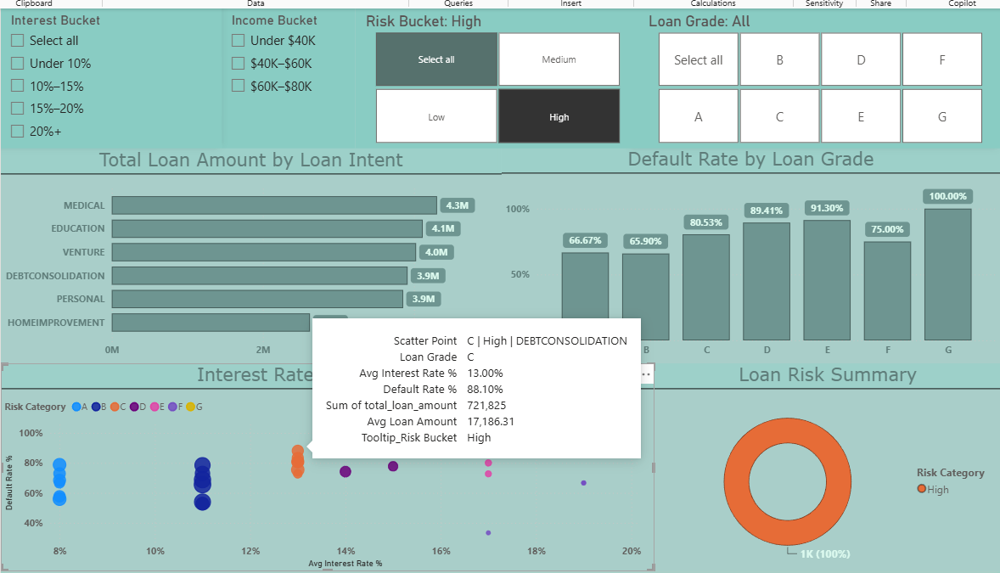 Clipboard Data Queries Insert Calculations Sensitivity Share Copilot
Interest Bucket
Select all
Under 10%
10%–15%
15%–20%
20%+
Income Bucket
Under $40K
$40K–$60K
$60K–$80K
Risk Bucket: High
Select all Medium
Low High
Loan Grade: All
Select all B D F
A C E G
Total Loan Amount by Loan Intent
MEDICAL 4.3M
EDUCATION 4.1M
VENTURE 4.0M
DEBTCONSOLIDATION 3.9M
PERSONAL 3.9M
HOMEIMPROVEMENT
0M 2M
Default Rate by Loan Grade
100%
50%
66.67% 65.90% 80.53% 89.41% 91.30% 75.00% 100.00%
B C D E F G
Scatter Point C | High | DEBTCONSOLIDATION
Loan Grade C
Avg Interest Rate % 13.00%
Default Rate % 88.10%
Sum of total_loan_amount 721,825
Avg Loan Amount 17,186.31
Tooltip_Risk Bucket High
Interest Rate
Risk Category A B C D E F G
Default Rate %
100%
80%
60%
40%
8% 10% 12% 14% 16% 18% 20%
Avg Interest Rate %
Loan Risk Summary
Risk Category
High
1K (100%)